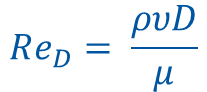 Re_D = ρυD / μ